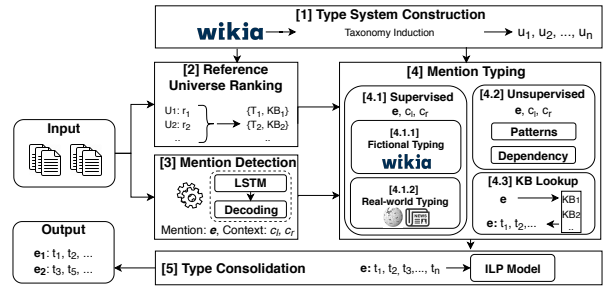 [1] Type System Construction
wikia
Taxonomy Induction
u1, u2, ..., un
[2] Reference
Universe Ranking
U1: r1
{T1, KB1}
U2: r2
{T2, KB2}
..
..
Input
[3] Mention Detection
LSTM
Decoding
Mention: e, Context: cl, cr
[4] Mention Typing
[4.1] Supervised
e, cl, cr
[4.1.1]
Fictional Typing
wikia
[4.1.2]
Real-world Typing
NEWS
[4.2] Unsupervised
e, cl, cr
Patterns
Dependency
[4.3] KB Lookup
e
KB1
KB2
e: t1, t2,...
..
Output
e1: t1, t2, ...
e2: t3, t5, ...
[5] Type Consolidation
e: t1, t2, t3,..., tn
ILP Model